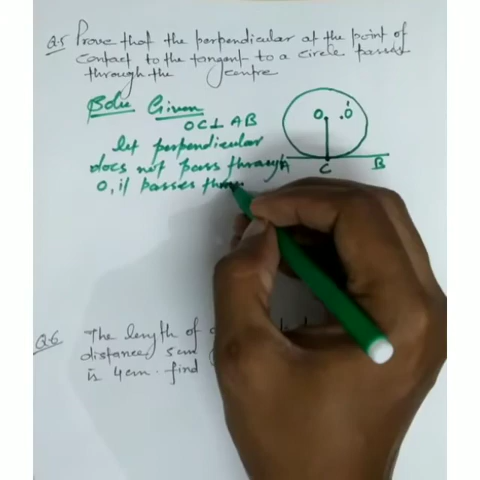 Q.5 Prove that the perpendicular at the point of
contact to the tangent to a circle passes
through the centre
Solu Given
OC⊥ AB
let perpendicular
does not pass through
O, it passes thro
O
O'
A
C
B
Q.6 The length of
distance 5cm
is 4cm. find